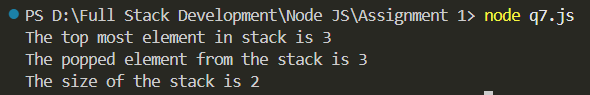 PS D:\Full Stack Development\Node JS\Assignment 1> node q7.js
The top most element in stack is 3
The popped element from the stack is 3
The size of the stack is 2